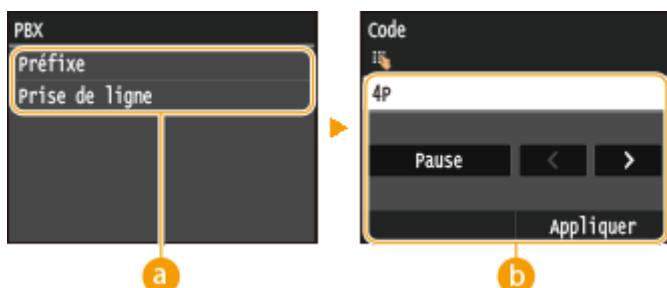 PBX
Préfixe
Prise de ligne
a
Code
4P
Pause < >
Appliquer
b